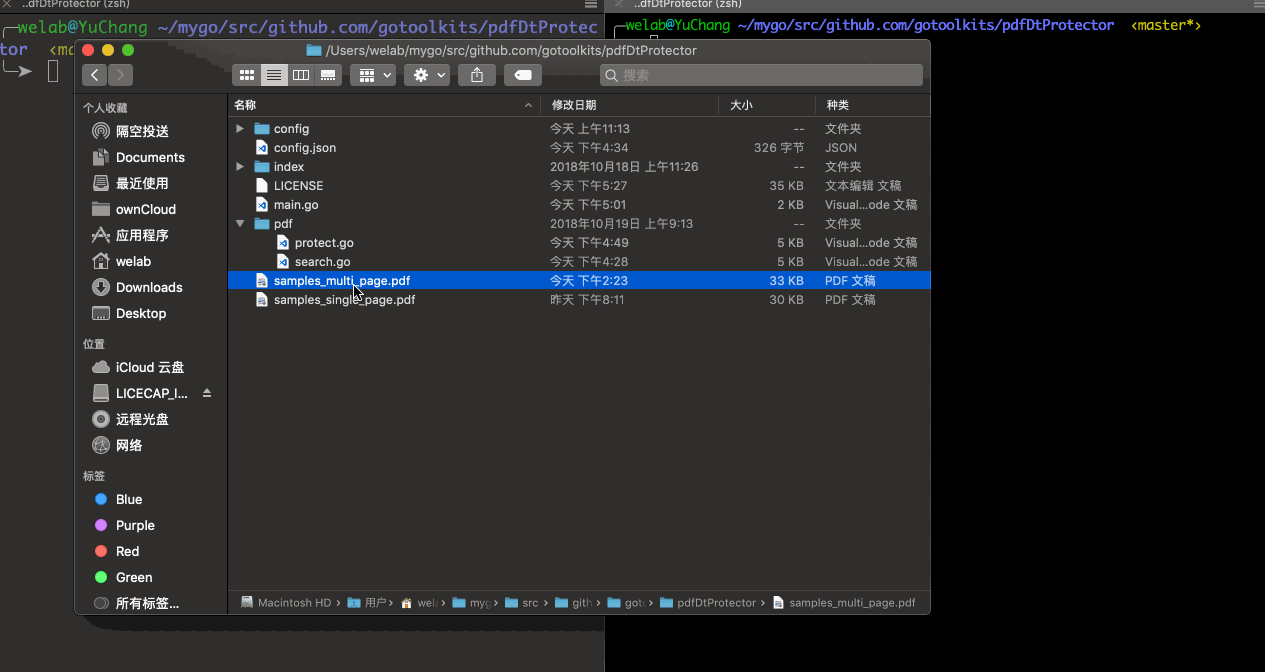 ..dfDtProtector (zsh)
..dfDtProtector (zsh)
welab@YuChang ~/mygo/src/github.com/gotoolkits/pdfDtProtec
tor ‹ma
welab@YuChang ~/mygo/src/github.com/gotoolkits/pdfDtProtector ‹master*›
/Users/welab/mygo/src/github.com/gotoolkits/pdfDtProtector
搜索
个人收藏
隔空投送
Documents
最近使用
ownCloud
应用程序
welab
Downloads
Desktop
位置
iCloud 云盘
LICECAP_I...
远程光盘
网络
标签
Blue
Purple
Red
Green
所有标签...
名称 修改日期 大小 种类
config 今天 上午11:13 -- 文件夹
config.json 今天 下午4:34 326 字节 JSON
index 2018年10月18日 上午11:26 -- 文件夹
LICENSE 今天 下午5:27 35 KB 文本编辑 文稿
main.go 今天 下午5:01 2 KB Visual...ode 文稿
pdf 2018年10月19日 上午9:13 -- 文件夹
protect.go 今天 下午4:49 5 KB Visual...ode 文稿
search.go 今天 下午4:28 5 KB Visual...ode 文稿
samples_multi_page.pdf 今天 下午2:23 33 KB PDF 文稿
samples_single_page.pdf 昨天 下午8:11 30 KB PDF 文稿
Macintosh HD › 用户 › wel › myg › src › gith › goto › pdfDtProtector › samples_multi_page.pdf